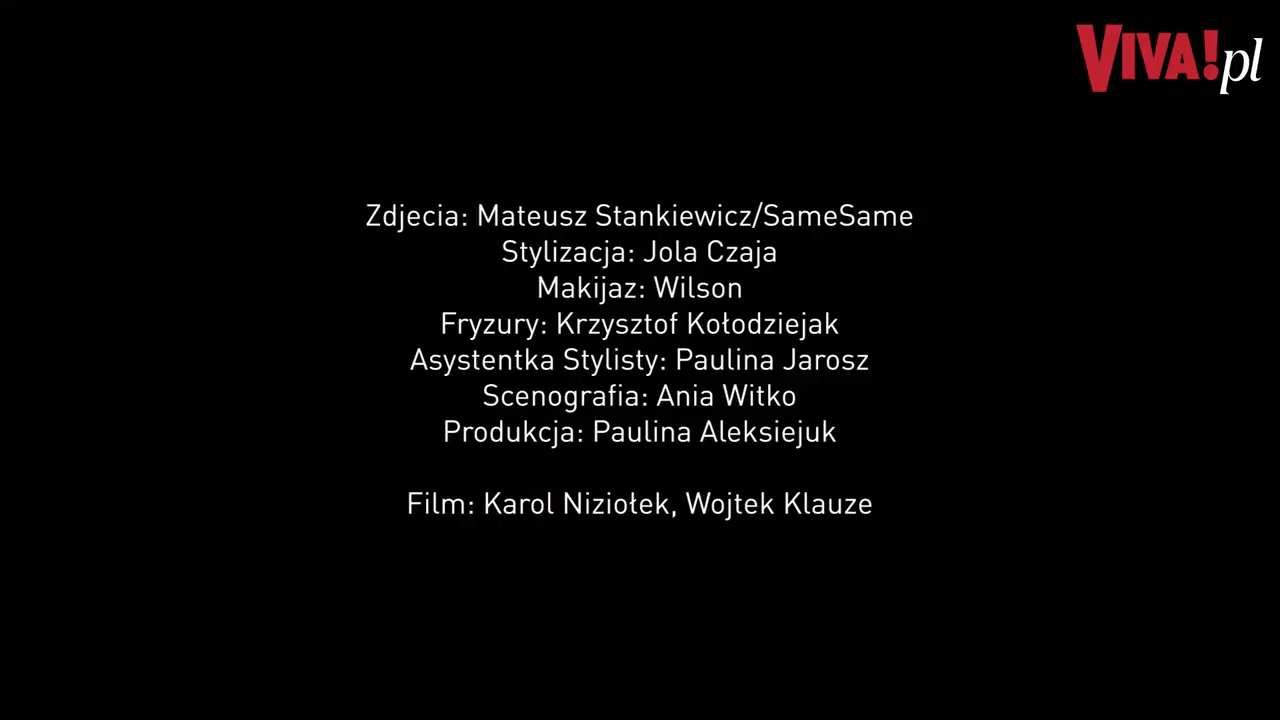 VIVA!pl
Zdjecia: Mateusz Stankiewicz/SameSame
Stylizacja: Jola Czaja
Makijaz: Wilson
Fryzury: Krzysztof Kołodziejak
Asystentka Stylisty: Paulina Jarosz
Scenografia: Ania Witko
Produkcja: Paulina Aleksiejuk
Film: Karol Niziołek, Wojtek Klauze